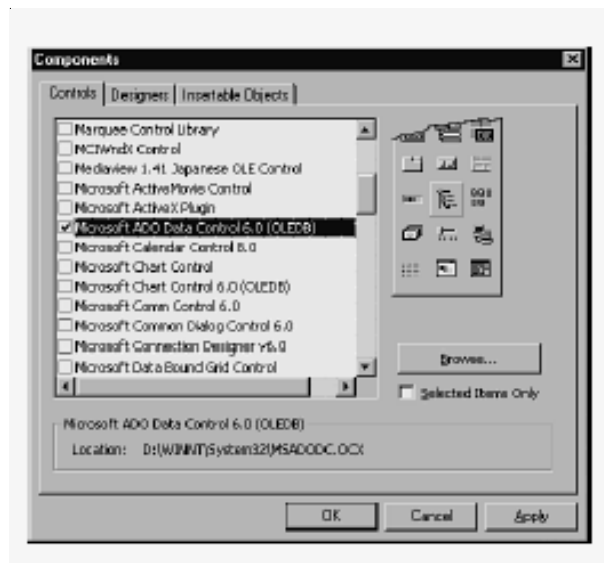 Components
Controls Designers Insertable Objects
Marquee Control Library
MCIWndX Control
Mediaview 1.41 Japanese OLE Control
Microsoft ActiveMovie Control
Microsoft ActiveX Plugin
Microsoft ADO Data Control 6.0 (OLEDB)
Microsoft Calendar Control 8.0
Microsoft Chart Control
Microsoft Chart Control 6.0 (OLEDB)
Microsoft Comm Control 6.0
Microsoft Common Dialog Control 6.0
Microsoft Connection Designer v6.0
Microsoft Data Bound Grid Control
Browse...
Selected Items Only
Microsoft ADO Data Control 6.0 (OLEDB)
Location: D:\WINNT\System32\MSADODC.OCX
OK Cancel Apply